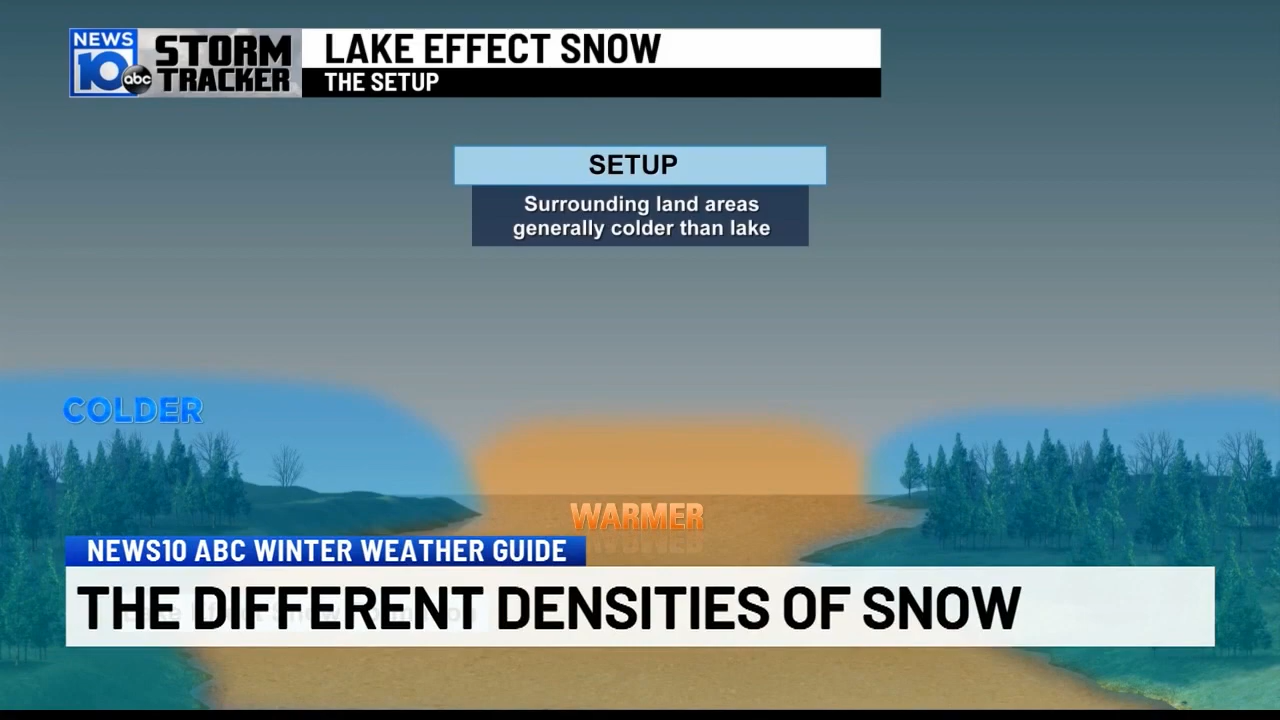 NEWS
10
abc
STORM
TRACKER
LAKE EFFECT SNOW
THE SETUP
SETUP
Surrounding land areas
generally colder than lake
COLDER
WARMER
NEWS10 ABC WINTER WEATHER GUIDE
THE DIFFERENT DENSITIES OF SNOW